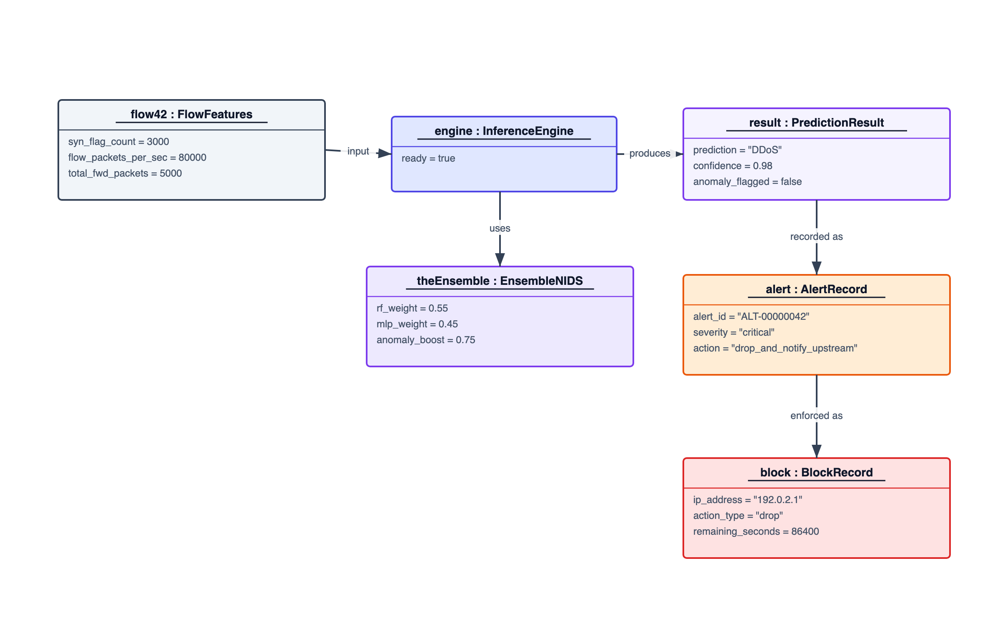 flow42 : FlowFeatures
syn_flag_count = 3000
flow_packets_per_sec = 80000
total_fwd_packets = 5000
input
engine : InferenceEngine
ready = true
produces
result : PredictionResult
prediction = "DDoS"
confidence = 0.98
anomaly_flagged = false
uses
recorded as
theEnsemble : EnsembleNIDS
rf_weight = 0.55
mlp_weight = 0.45
anomaly_boost = 0.75
alert : AlertRecord
alert_id = "ALT-00000042"
severity = "critical"
action = "drop_and_notify_upstream"
enforced as
block : BlockRecord
ip_address = "192.0.2.1"
action_type = "drop"
remaining_seconds = 86400